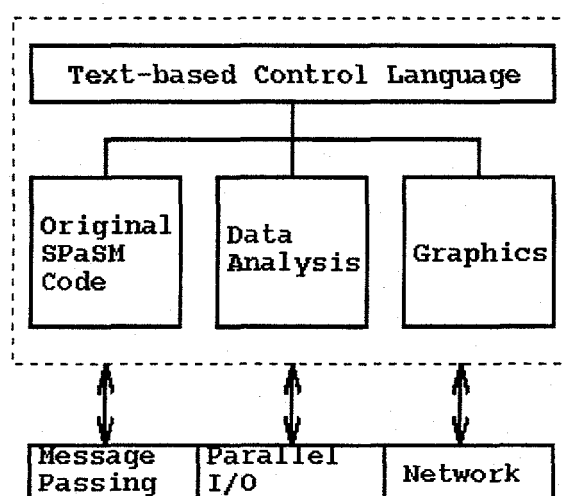 Text-based Control Language
Original
SPaSM
Code
Data
Analysis
Graphics
Message
Passing
Parallel
I/O
Network